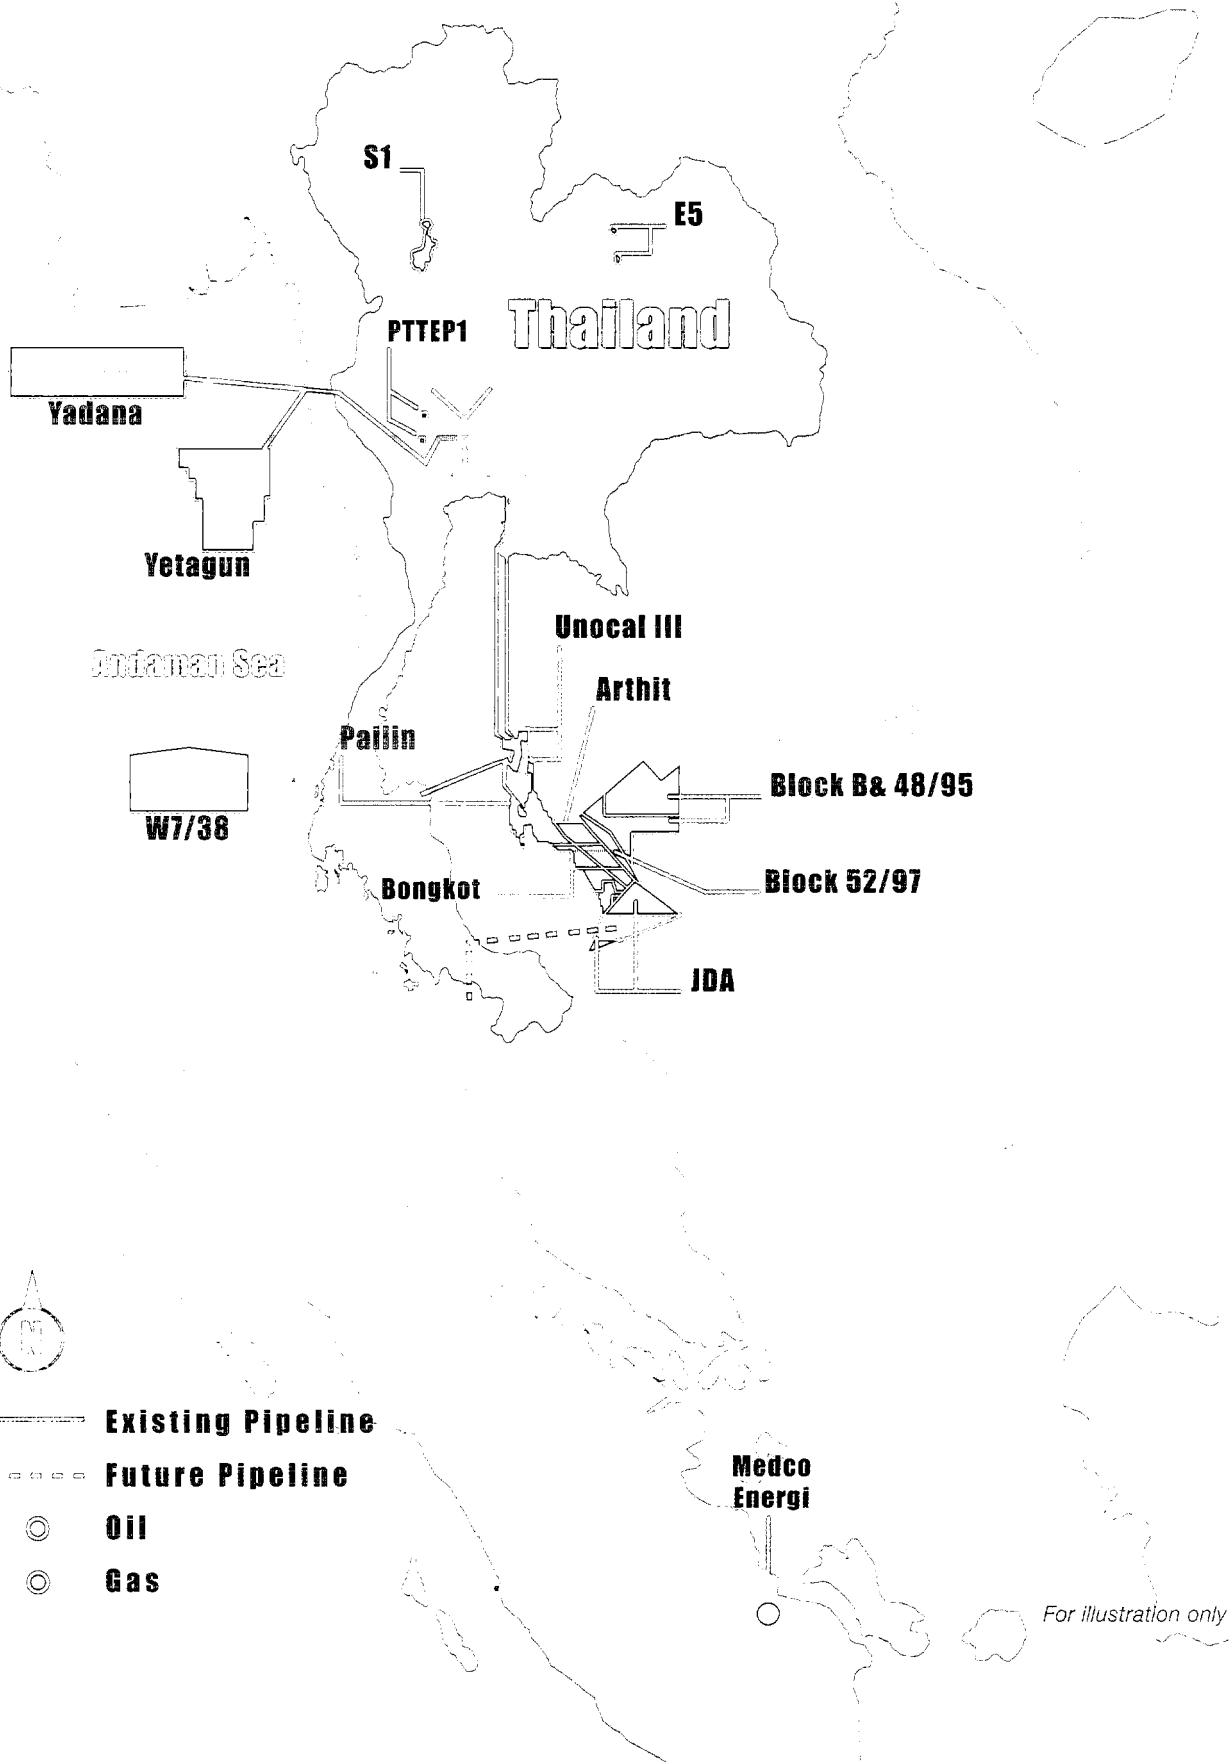 S1
E5
Thailand
PTTEP1
Yadana
Yetagun
Unocal III
Andaman Sea
Arthit
Pailin
Block B& 48/95
W7/38
Block 52/97
Bongkot
JDA
N
Existing Pipeline
Future Pipeline
Medco
Energi
Oil
Gas
For illustration only